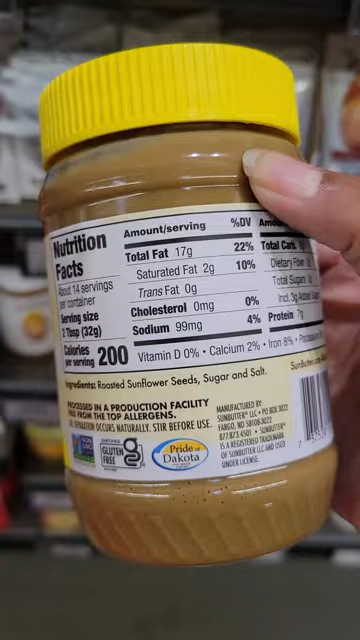 Nutrition Facts
About 14 servings per container
Serving size
2 Tbsp (32g)
Calories per serving 200
Amount/serving %DV
Total Fat 17g 22%
Saturated Fat 2g 10%
Trans Fat 0g
Cholesterol 0mg 0%
Sodium 99mg 4%
Total Carb.
Dietary Fiber
Total Sugars
Incl. 3g Added
Protein 7g
Vitamin D 0% • Calcium 2% • Iron 8% •
Ingredients: Roasted Sunflower Seeds, Sugar and Salt.
PROCESSED IN A PRODUCTION FACILITY
FREE FROM THE TOP ALLERGENS.
OIL SEPARATION OCCURS NATURALLY. STIR BEFORE USE.
CERTIFIED
GLUTEN
FREE
Pride of
Dakota
MANUFACTURED BY:
SUNBUTTER® LLC • PO BOX 3022
FARGO, ND 58108-3022
877.873.4501 • SUNBUTTER®
IS A REGISTERED TRADEMARK
OF SUNBUTTER LLC AND USED
UNDER LICENSE.